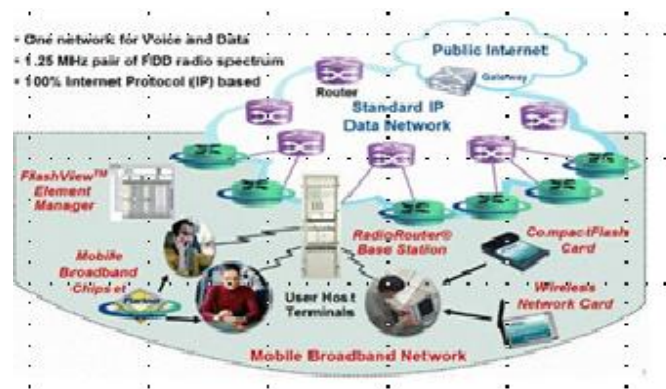 • One network for Voice and Data
• 1.25 MHz pair of FDD radio spectrum
• 100% Internet Protocol (IP) based
Public Internet
Gateway
Router
Standard IP
Data Network
FlashView™
Element
Manager
RadioRouter®
Base Station
CompactFlash
Card
Mobile
Broadband
Chipset
User Host
Terminals
Wireless
Network Card
Mobile Broadband Network